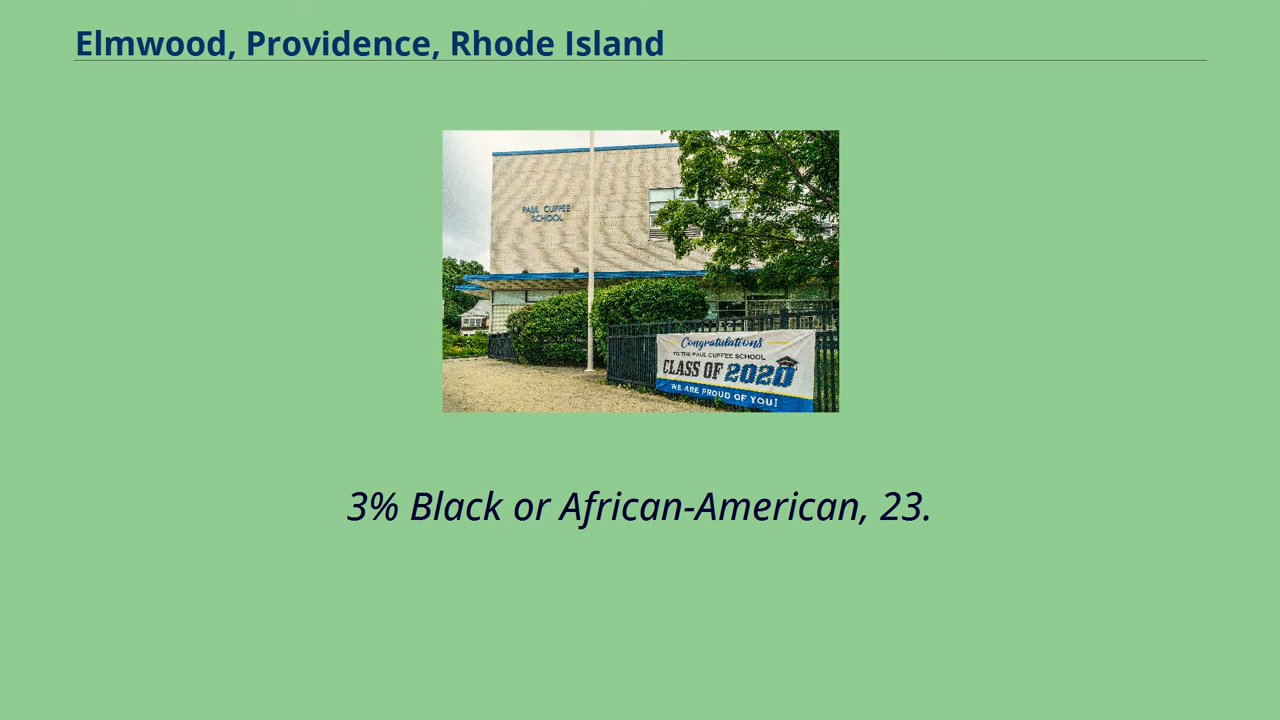 Elmwood, Providence, Rhode Island
PAUL CUFFEE
SCHOOL
Congratulations
TO THE PAUL CUFFEE SCHOOL
CLASS OF 2020
WE ARE PROUD OF YOU!
3% Black or African-American, 23.